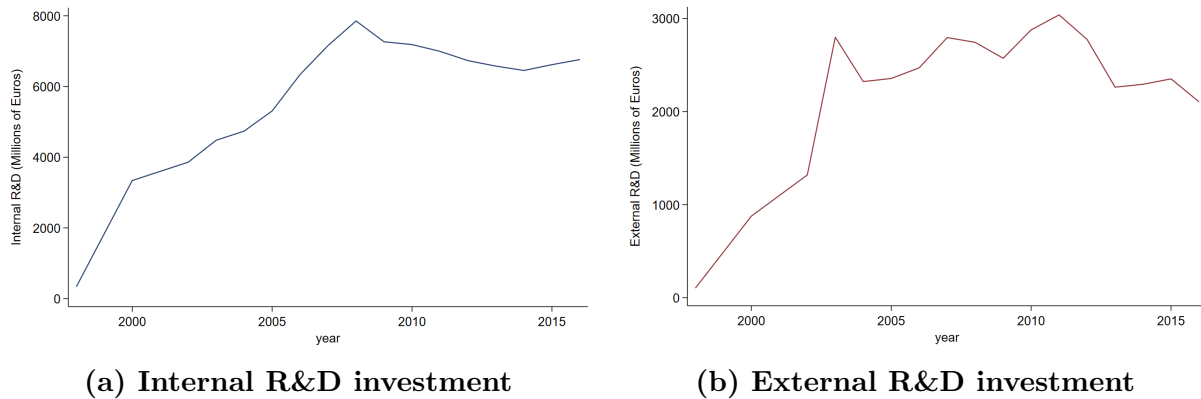 8000
6000
4000
2000
0
Internal R&D (Millions of Euros)
2000 2005 2010 2015
year
(a) Internal R&D investment
3000
2000
1000
0
External R&D (Millions of Euros)
2000 2005 2010 2015
year
(b) External R&D investment